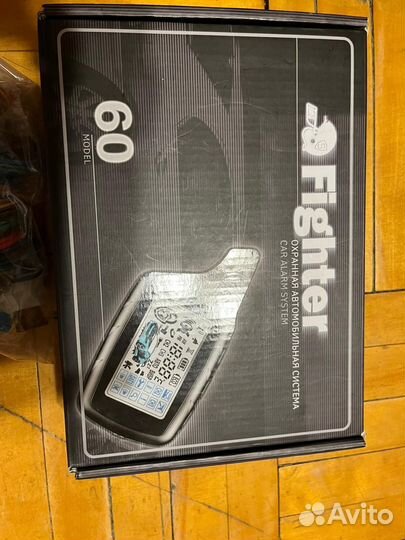 Fighter
ОХРАННАЯ АВТОМОБИЛЬНАЯ СИСТЕМА
CAR ALARM SYSTEM
60
MODEL
Avito